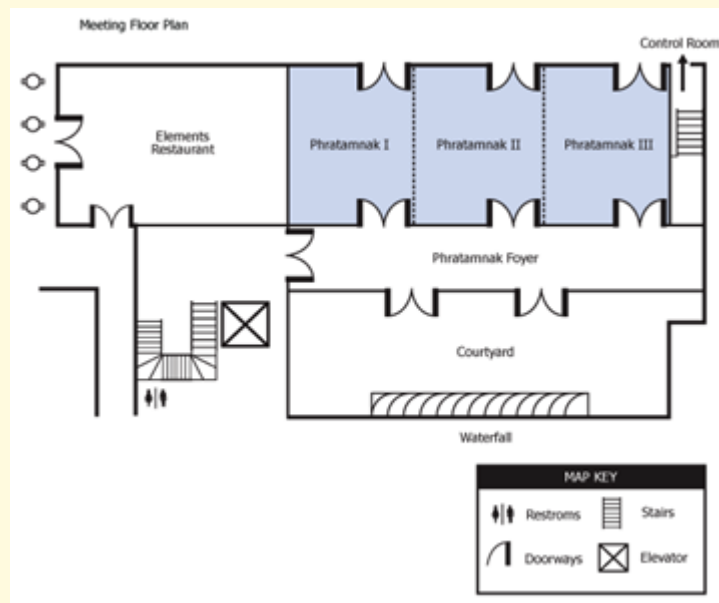 Meeting Floor Plan
Control Room
Elements
Restaurant
Phratamnak I
Phratamnak II
Phratamnak III
Phratamnak Foyer
Courtyard
Waterfall
MAP KEY
Restroms
Stairs
Doorways
Elevator